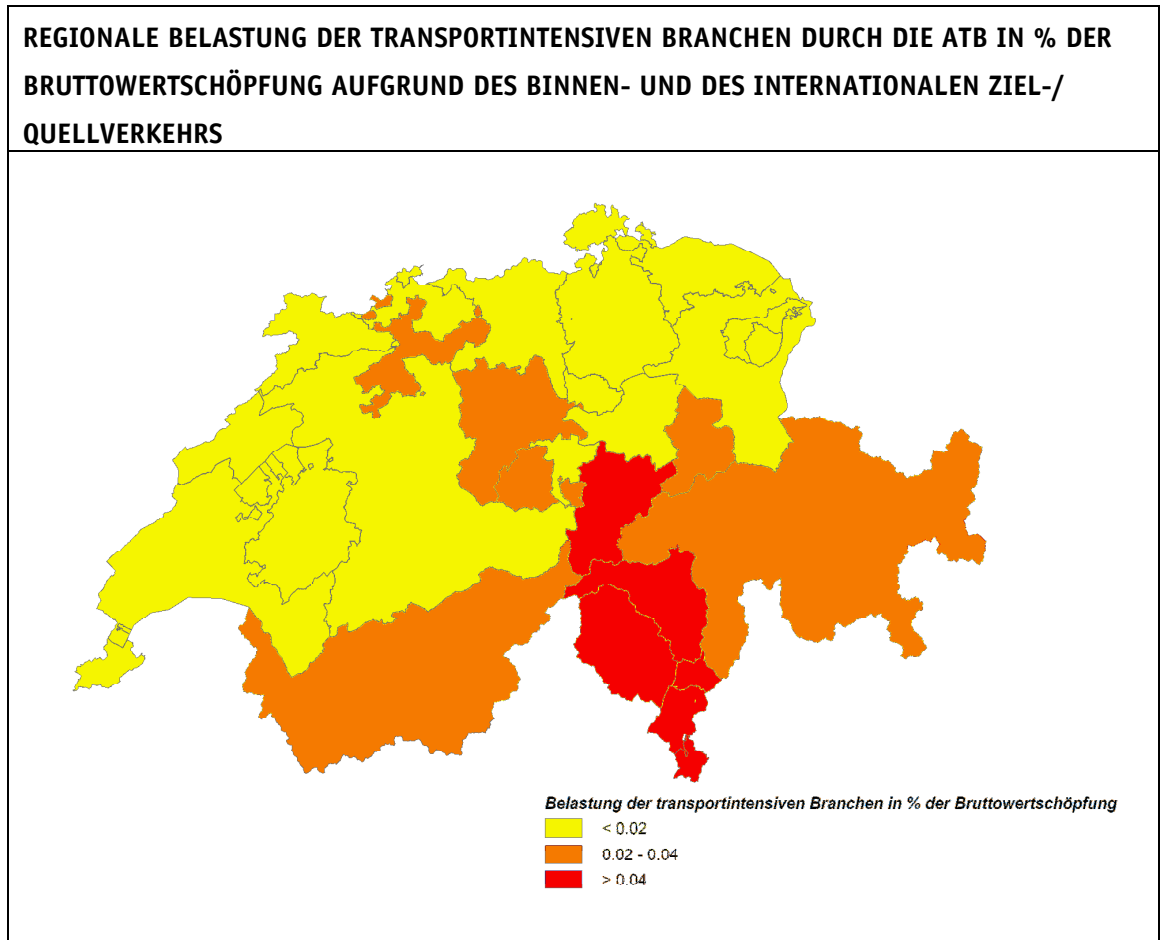 REGIONALE BELASTUNG DER TRANSPORTINTENSIVEN BRANCHEN DURCH DIE ATB IN % DER
BRUTTOWERTSCHÖPFUNG AUFGRUND DES BINNEN- UND DES INTERNATIONALEN ZIEL-/
QUELLVERKEHRS
Belastung der transportintensiven Branchen in % der Bruttowertschöpfung
< 0.02
0.02 - 0.04
> 0.04